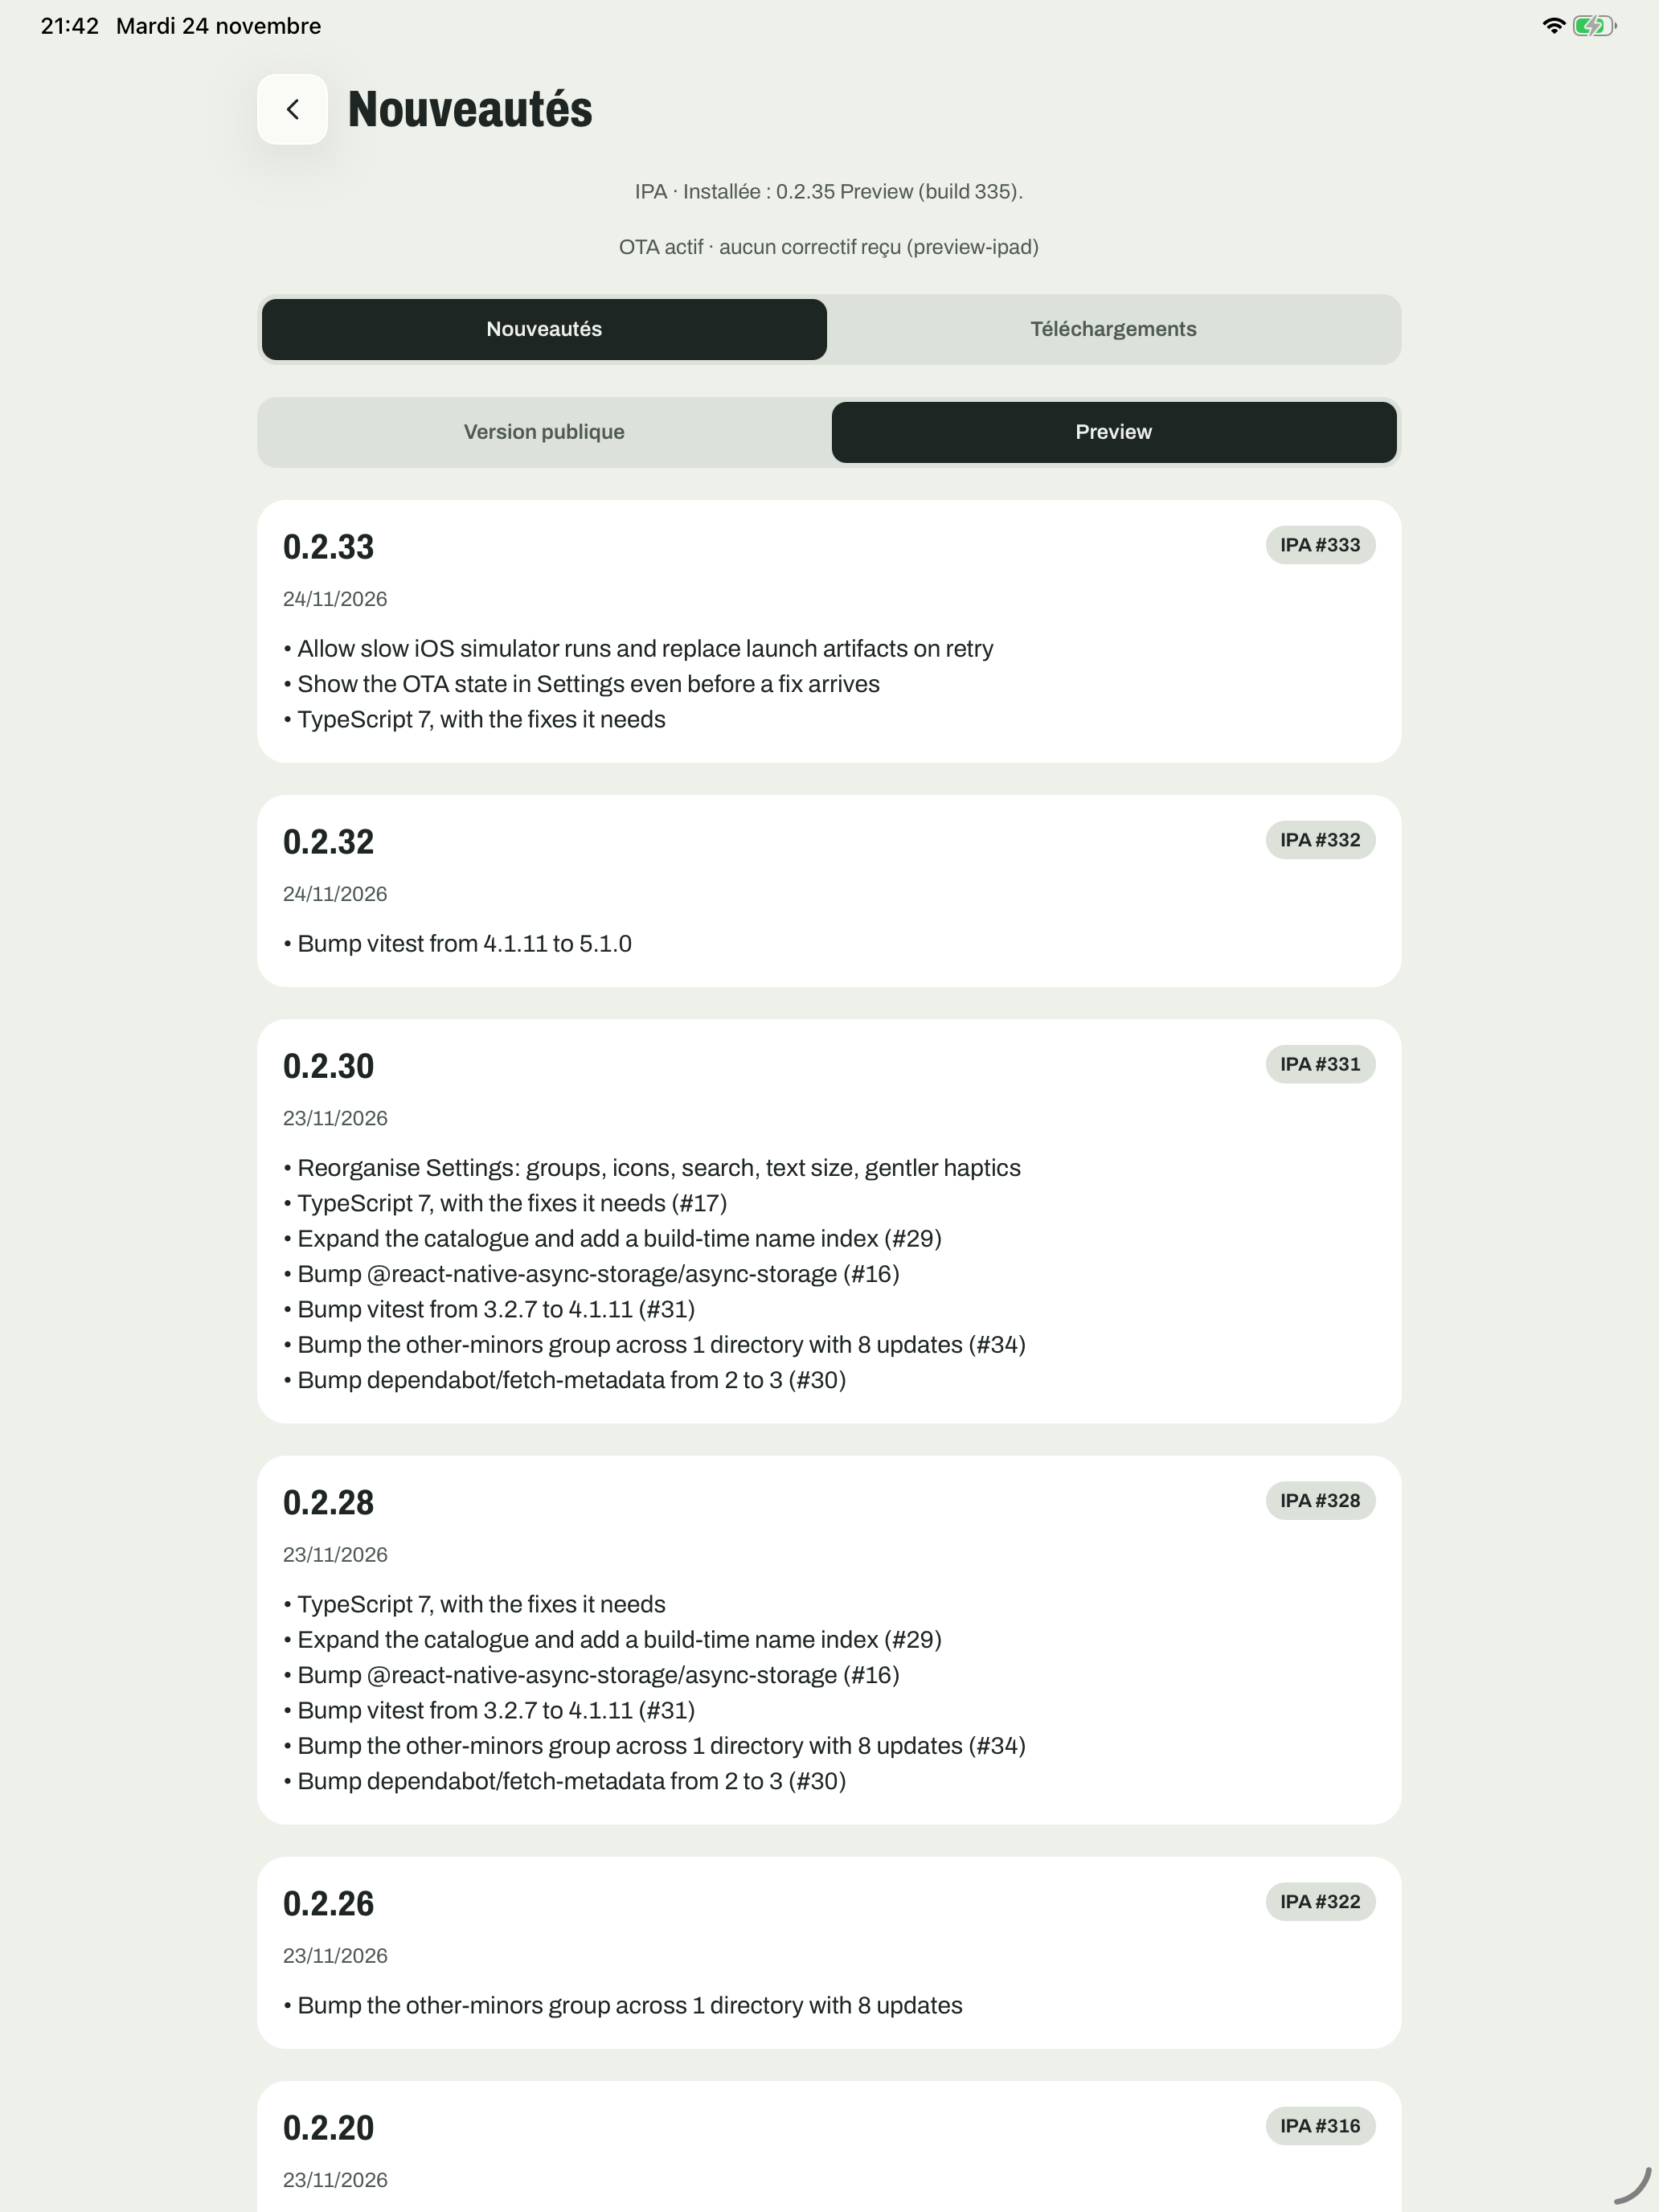 21:42 Mardi 24 novembre
Nouveautés
IPA · Installée : 0.2.35 Preview (build 335).
OTA actif · aucun correctif reçu (preview-ipad)
Nouveautés
Téléchargements
Version publique
Preview
0.2.33
IPA #333
24/11/2026
• Allow slow iOS simulator runs and replace launch artifacts on retry
• Show the OTA state in Settings even before a fix arrives
• TypeScript 7, with the fixes it needs
0.2.32
IPA #332
24/11/2026
• Bump vitest from 4.1.11 to 5.1.0
0.2.30
IPA #331
23/11/2026
• Reorganise Settings: groups, icons, search, text size, gentler haptics
• TypeScript 7, with the fixes it needs (#17)
• Expand the catalogue and add a build-time name index (#29)
• Bump @react-native-async-storage/async-storage (#16)
• Bump vitest from 3.2.7 to 4.1.11 (#31)
• Bump the other-minors group across 1 directory with 8 updates (#34)
• Bump dependabot/fetch-metadata from 2 to 3 (#30)
0.2.28
IPA #328
23/11/2026
• TypeScript 7, with the fixes it needs
• Expand the catalogue and add a build-time name index (#29)
• Bump @react-native-async-storage/async-storage (#16)
• Bump vitest from 3.2.7 to 4.1.11 (#31)
• Bump the other-minors group across 1 directory with 8 updates (#34)
• Bump dependabot/fetch-metadata from 2 to 3 (#30)
0.2.26
IPA #322
23/11/2026
• Bump the other-minors group across 1 directory with 8 updates
0.2.20
IPA #316
23/11/2026